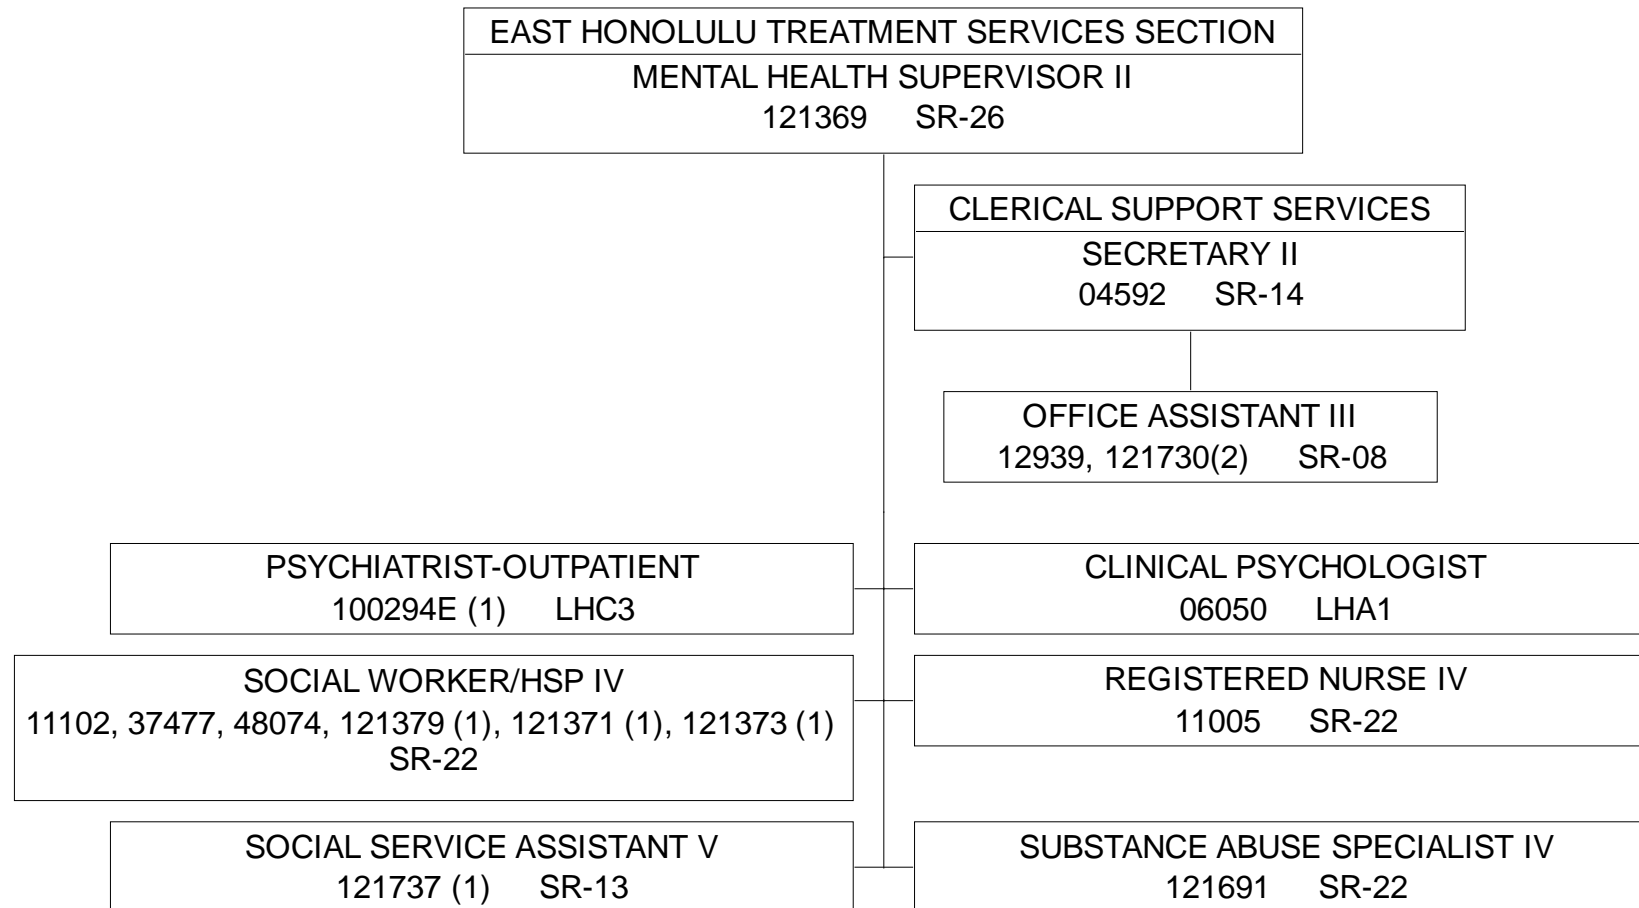 EAST HONOLULU TREATMENT SERVICES SECTION
MENTAL HEALTH SUPERVISOR II
121369 SR-26
CLERICAL SUPPORT SERVICES
SECRETARY II
04592 SR-14
OFFICE ASSISTANT III
12939, 121730(2) SR-08
PSYCHIATRIST-OUTPATIENT
100294E (1) LHC3
CLINICAL PSYCHOLOGIST
06050 LHA1
SOCIAL WORKER/HSP IV
11102, 37477, 48074, 121379 (1), 121371 (1), 121373 (1)
SR-22
REGISTERED NURSE IV
11005 SR-22
SOCIAL SERVICE ASSISTANT V
121737 (1) SR-13
SUBSTANCE ABUSE SPECIALIST IV
121691 SR-22